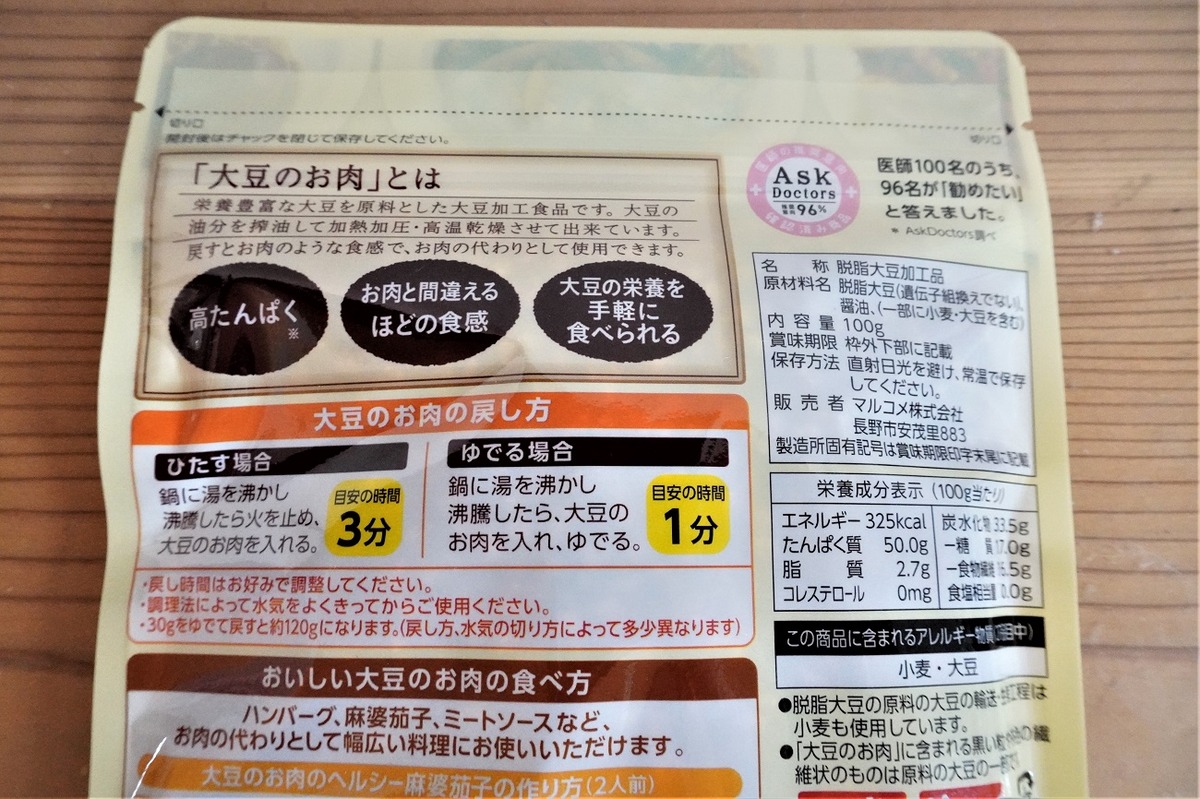 切り口
切り口
開封後はチャックを閉じて保存してください。
「大豆のお肉」とは
栄養豊富な大豆を原料とした大豆加工食品です。大豆の
油分を搾油して加熱加圧・高温乾燥させて出来ています。
戻すとお肉のような食感で、お肉の代わりとして使用できます。
高たんぱく
※
お肉と間違える
ほどの食感
大豆の栄養を
手軽に
食べられる
Ask
Doctors
96%
医師100名のうち、
96名が「勧めたい」
と答えました。
* AskDoctors調べ
名称 脱脂大豆加工品
原材料名 脱脂大豆(遺伝子組換えでない)、
醤油、(一部に小麦・大豆を含む)
内容量 100g
賞味期限 枠外下部に記載
保存方法 直射日光を避け、常温で保存
してください。
販売者 マルコメ株式会社
長野市安茂里883
製造所固有記号は賞味期限印字末尾に記載
大豆のお肉の戻し方
ひたす場合
鍋に湯を沸かし
沸騰したら火を止め、
大豆のお肉を入れる。
目安の時間
3分
ゆでる場合
鍋に湯を沸かし
沸騰したら、大豆の
お肉を入れ、ゆでる。
目安の時間
1分
・戻し時間はお好みで調整してください。
・調理法によって水気をよくきってからご使用ください。
・30gをゆでて戻すと約120gになります。(戻し方、水気の切り方によって多少異なります)
栄養成分表示(100g当たり)
エネルギー 325kcal
たんぱく質 50.0g
脂質 2.7g
コレステロール 0mg
炭水化物 33.5g
-糖質 17.0g
-食物繊維
食塩相当量
この商品に含まれるアレルギー物質
小麦・大豆
●脱脂大豆の原料の大豆の輸送
小麦も使用しています。
●「大豆のお肉」に含まれる黒い粒
維状のものは原料の大豆の一部です
おいしい大豆のお肉の食べ方
ハンバーグ、麻婆茄子、ミートソースなど、
お肉の代わりとして幅広い料理にお使いいただけます。
大豆のお肉のヘルシー麻婆茄子の作り方(2人前)